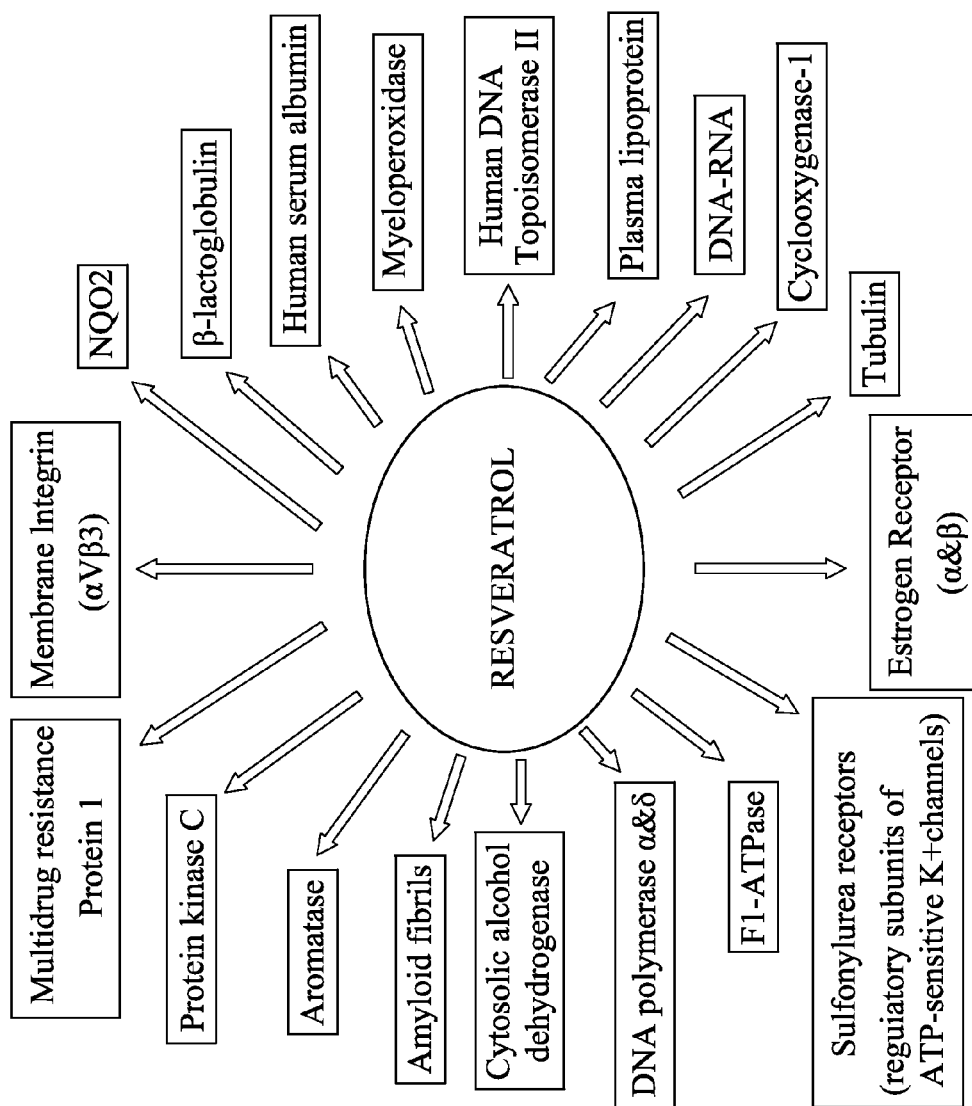 Multidrug resistance
Protein 1
Membrane Integrin
(αVβ3)
NQO2
β-lactoglobulin
Human serum albumin
Myeloperoxidase
Human DNA
Topoisomerase II
Plasma lipoprotein
DNA-RNA
Cyclooxygenase-1
Tubulin
Estrogen Receptor
(α&β)
Sulfonylurea receptors
(reguiatory subunits of
ATP-sensitive K+channels)
F1-ATPase
DNA polymerase α&δ
Cytosolic alcohol
dehydrogenase
Amyloid fibrils
Aromatase
Protein kinase C
RESVERATROL